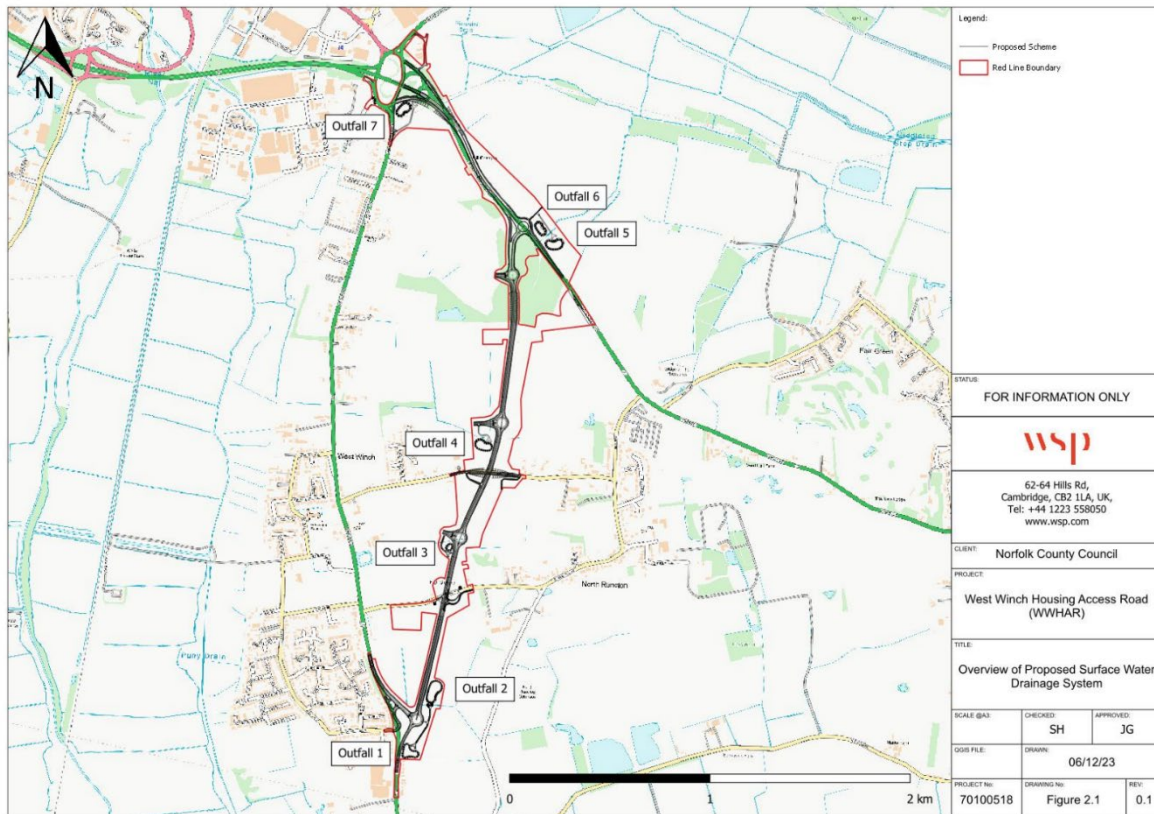 N
Outfall 7
Outfall 6
Outfall 5
Outfall 4
West Winch
Outfall 3
North Runcton
Fair Green
Puny Drain
Outfall 2
Outfall 1
0
1
2 km
Legend:
Proposed Scheme
Red Line Boundary
STATUS:
FOR INFORMATION ONLY
wsp
62-64 Hills Rd,
Cambridge, CB2 1LA, UK,
Tel: +44 1223 558050
www.wsp.com
CLIENT:
Norfolk County Council
PROJECT:
West Winch Housing Access Road
(WWHAR)
TITLE:
Overview of Proposed Surface Water
Drainage System
SCALE @A3:
CHECKED:
SH
APPROVED:
JG
QGIS FILE:
DRAWN:
06/12/23
PROJECT No:
70100518
DRAWING No:
Figure 2.1
REV:
0.1